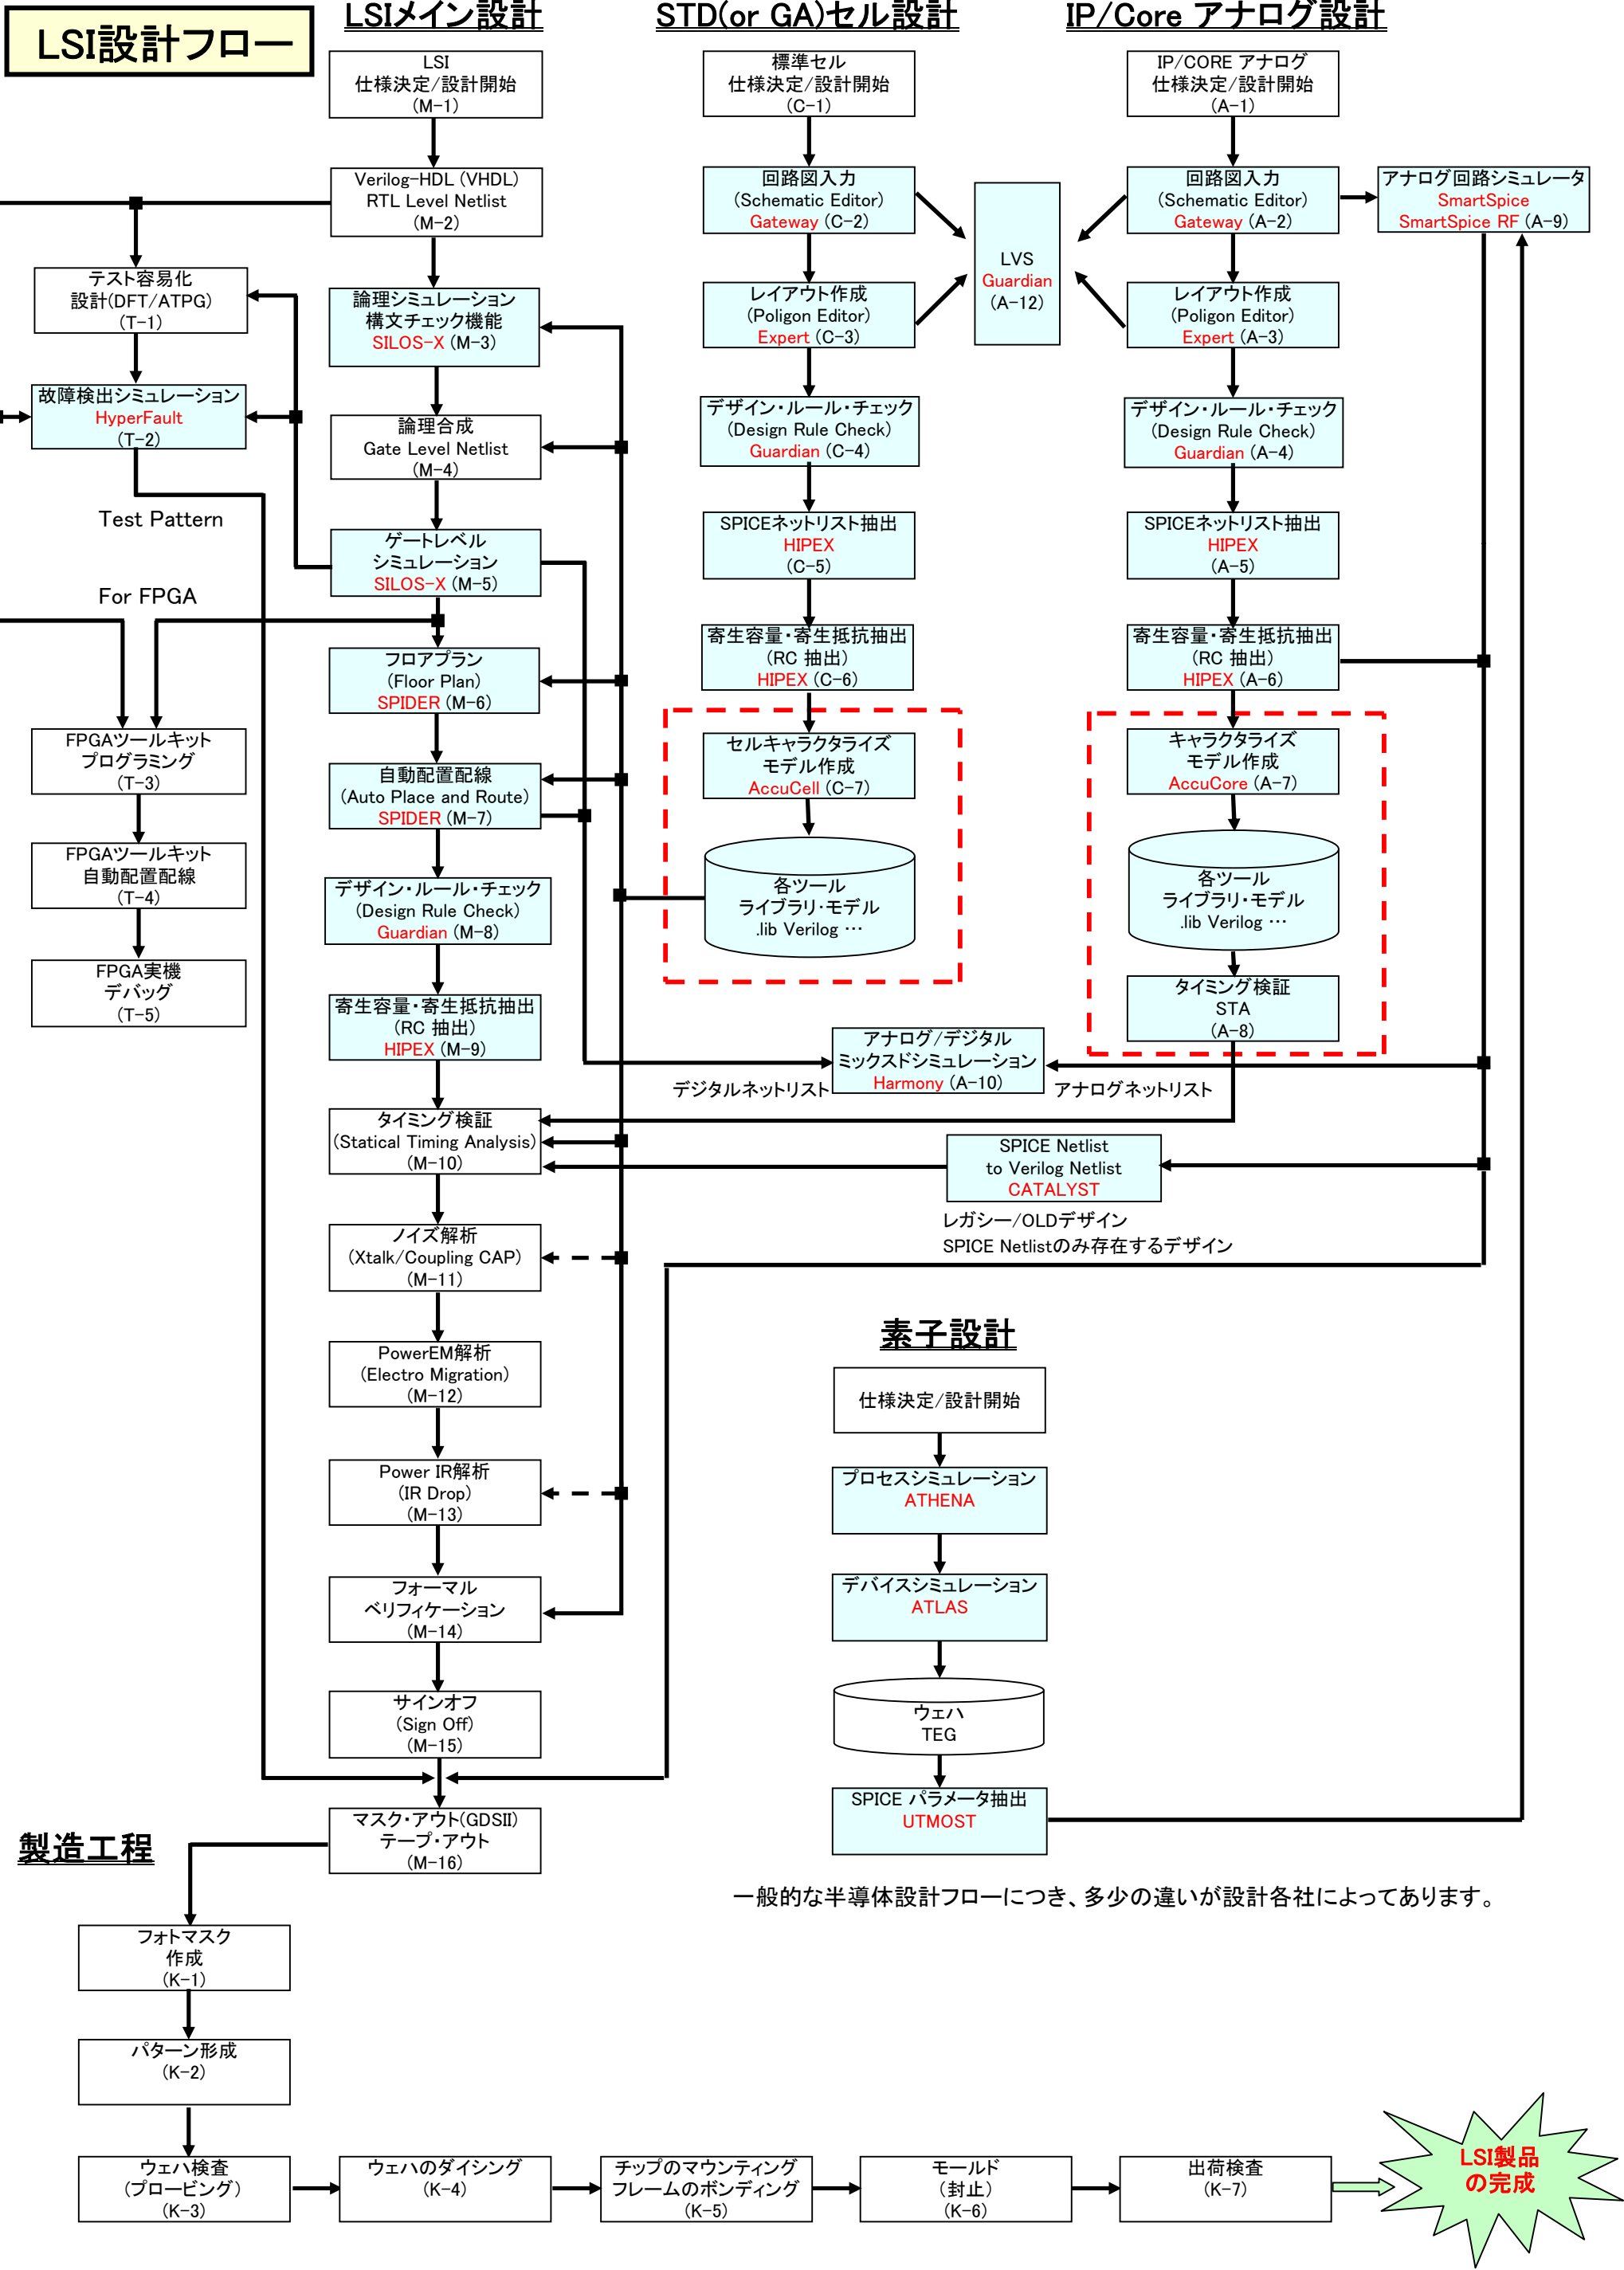 LSI設計フロー
LSIメイン設計
LSI
仕様決定/設計開始
(M-1)
Verilog-HDL (VHDL)
RTL Level Netlist
(M-2)
論理シミュレーション
構文チェック機能
SILOS-X (M-3)
論理合成
Gate Level Netlist
(M-4)
ゲートレベル
シミュレーション
SILOS-X (M-5)
フロアプラン
(Floor Plan)
SPIDER (M-6)
自動配置配線
(Auto Place and Route)
SPIDER (M-7)
デザイン・ルール・チェック
(Design Rule Check)
Guardian (M-8)
寄生容量・寄生抵抗抽出
(RC 抽出)
HIPEX (M-9)
タイミング検証
(Statical Timing Analysis)
(M-10)
ノイズ解析
(Xtalk/Coupling CAP)
(M-11)
PowerEM解析
(Electro Migration)
(M-12)
Power IR解析
(IR Drop)
(M-13)
フォーマル
ベリフィケーション
(M-14)
サインオフ
(Sign Off)
(M-15)
マスク・アウト(GDSII)
テープ・アウト
(M-16)
テスト容易化
設計(DFT/ATPG)
(T-1)
故障検出シミュレーション
HyperFault
(T-2)
Test Pattern
For FPGA
FPGAツールキット
プログラミング
(T-3)
FPGAツールキット
自動配置配線
(T-4)
FPGA実機
デバッグ
(T-5)
STD(or GA)セル設計
標準セル
仕様決定/設計開始
(C-1)
回路図入力
(Schematic Editor)
Gateway (C-2)
レイアウト作成
(Poligon Editor)
Expert (C-3)
デザイン・ルール・チェック
(Design Rule Check)
Guardian (C-4)
SPICEネットリスト抽出
HIPEX
(C-5)
寄生容量・寄生抵抗抽出
(RC 抽出)
HIPEX (C-6)
セルキャラクタライズ
モデル作成
AccuCell (C-7)
各ツール
ライブラリ・モデル
.lib Verilog …
LVS
Guardian
(A-12)
IP/Core アナログ設計
IP/CORE アナログ
仕様決定/設計開始
(A-1)
回路図入力
(Schematic Editor)
Gateway (A-2)
アナログ回路シミュレータ
SmartSpice
SmartSpice RF (A-9)
レイアウト作成
(Poligon Editor)
Expert (A-3)
デザイン・ルール・チェック
(Design Rule Check)
Guardian (A-4)
SPICEネットリスト抽出
HIPEX
(A-5)
寄生容量・寄生抵抗抽出
(RC 抽出)
HIPEX (A-6)
キャラクタライズ
モデル作成
AccuCore (A-7)
各ツール
ライブラリ・モデル
.lib Verilog …
タイミング検証
STA
(A-8)
アナログ/デジタル
ミックスドシミュレーション
Harmony (A-10)
デジタルネットリスト
アナログネットリスト
SPICE Netlist
to Verilog Netlist
CATALYST
レガシー/OLDデザイン
SPICE Netlistのみ存在するデザイン
素子設計
仕様決定/設計開始
プロセスシミュレーション
ATHENA
デバイスシミュレーション
ATLAS
ウェハ
TEG
SPICE パラメータ抽出
UTMOST
一般的な半導体設計フローにつき、多少の違いが設計各社によってあります。
製造工程
フォトマスク
作成
(K-1)
パターン形成
(K-2)
ウェハ検査
(プロービング)
(K-3)
ウェハのダイシング
(K-4)
チップのマウンティング
フレームのボンディング
(K-5)
モールド
(封止)
(K-6)
出荷検査
(K-7)
LSI製品
の完成